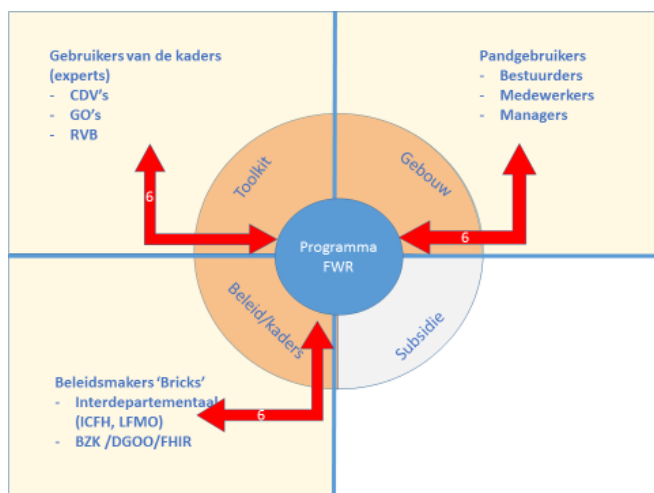 Gebruikers van de kaders
(experts)
- CDV's
- GO's
- RVB
Pandgebruikers
- Bestuurders
- Medewerkers
- Managers
Toolkit
Gebouw
6
6
Programma
FWR
Beleid/kaders
Subsidie
Beleidsmakers 'Bricks'
- Interdepartementaal
(ICFH, LFMO)
- BZK /DGOO/FHIR
6